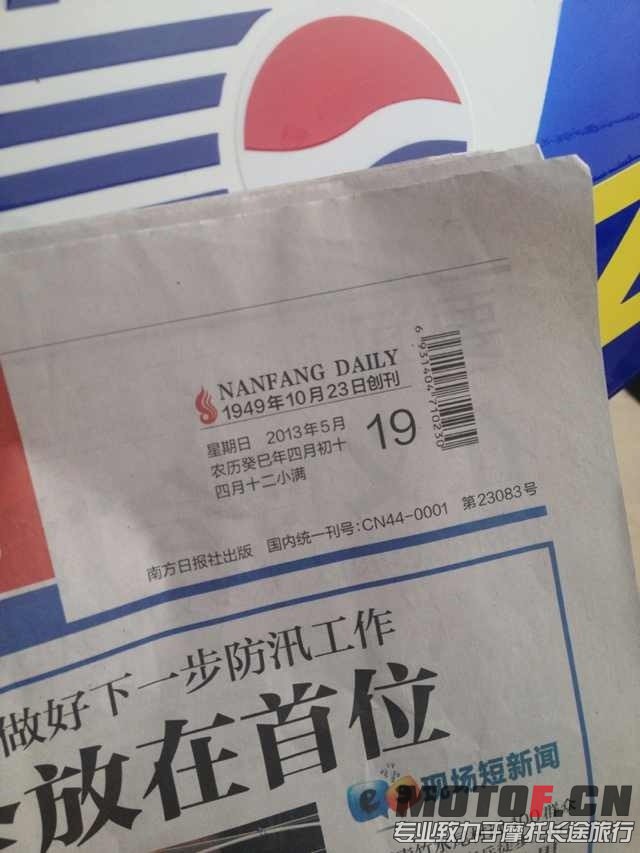 NANFANG DAILY
1949年10月23日创刊
星期日 2013年5月
19
农历癸巳年四月初十
四月十二小满
6 931404 710230
南方日报社出版 国内统一刊号:CN44-0001 第23083号
做好下一步防汛工作
放在首位
现场短新闻
MOTOF.CN
专业致力于摩托长途旅行